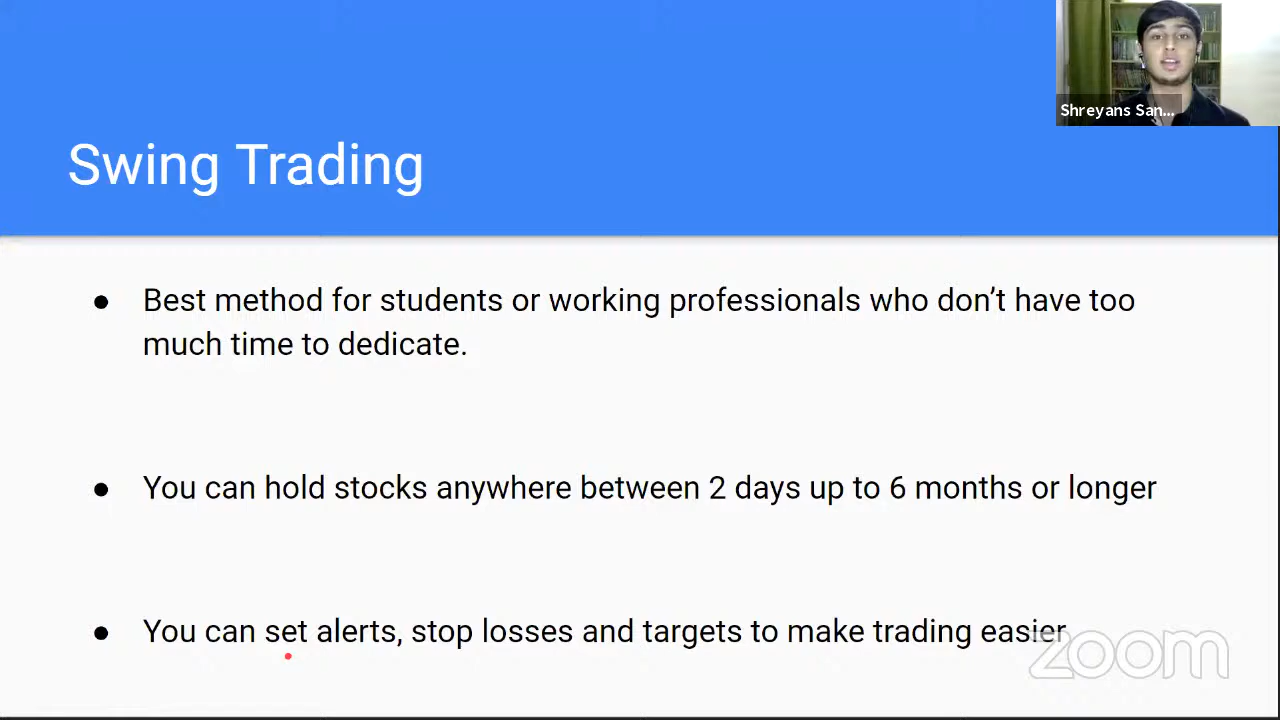 Shreyans San...
Swing Trading
● Best method for students or working professionals who don’t have too
much time to dedicate.
● You can hold stocks anywhere between 2 days up to 6 months or longer
● You can set alerts, stop losses and targets to make trading easier
zoom